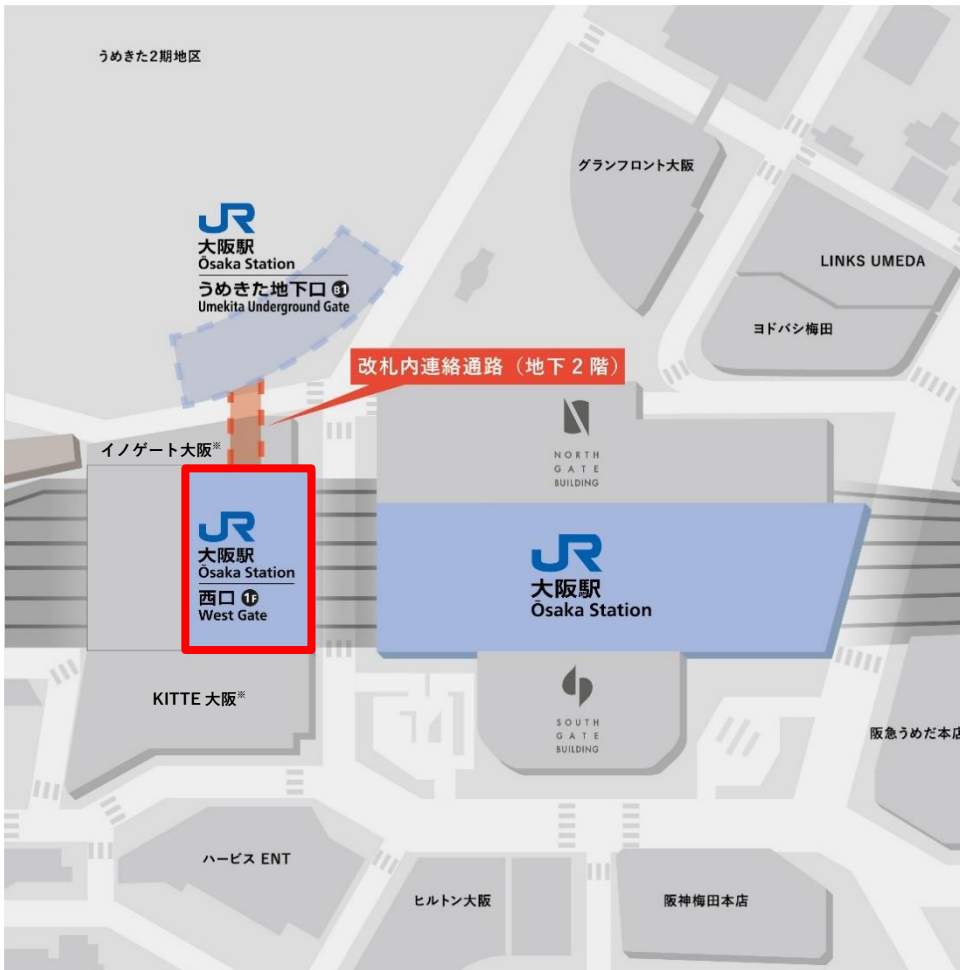 うめきた2期地区
グランフロント大阪
JR
大阪駅
Ōsaka Station
うめきた地下口 B1
Umekita Underground Gate
LINKS UMEDA
ヨドバシ梅田
改札内連絡通路（地下2階）
イノゲート大阪※
NORTH
GATE
BUILDING
JR
大阪駅
Ōsaka Station
西口 1F
West Gate
JR
大阪駅
Ōsaka Station
KITTE 大阪※
SOUTH
GATE
BUILDING
阪急うめだ本店
ハービス ENT
ヒルトン大阪
阪神梅田本店